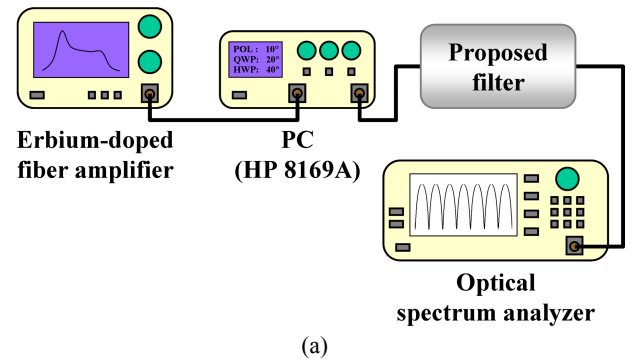 POL : 10°
QWP: 20°
HWP: 40°
Proposed
filter
Erbium-doped
fiber amplifier
PC
(HP 8169A)
Optical
spectrum analyzer
(a)